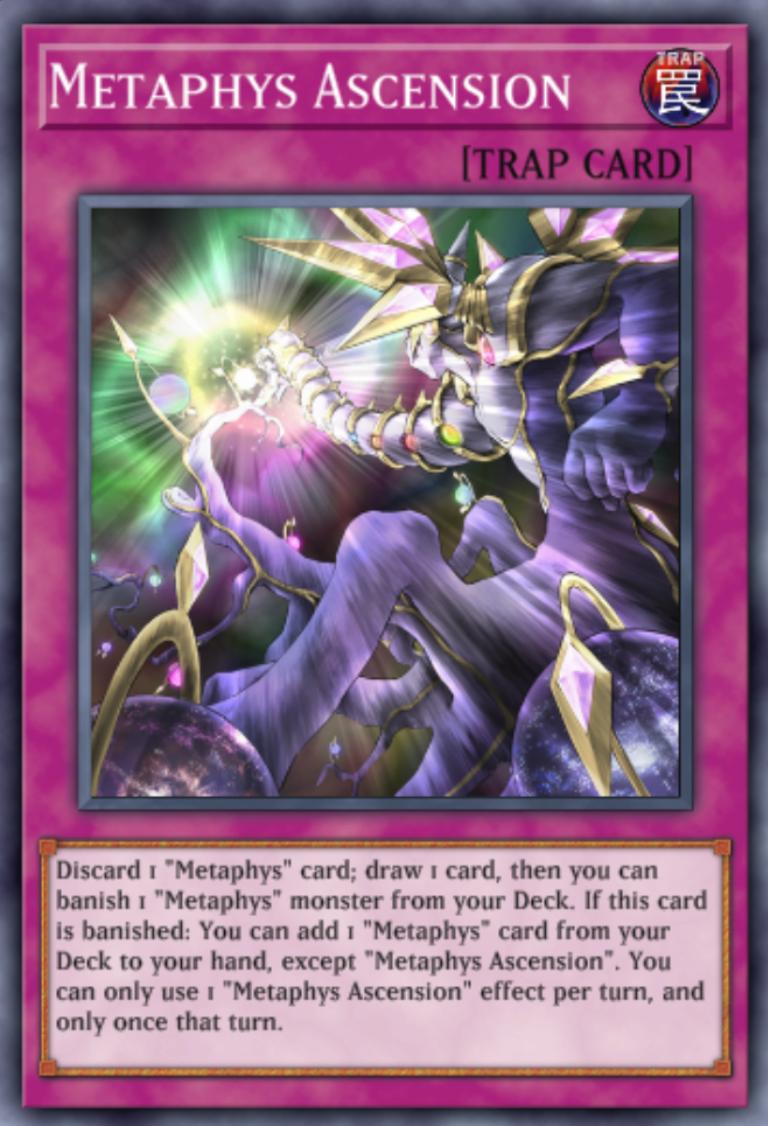 METAPHYS ASCENSION
TRAP
罠
[TRAP CARD]
Discard 1 "Metaphys" card; draw 1 card, then you can
banish 1 "Metaphys" monster from your Deck. If this card
is banished: You can add 1 "Metaphys" card from your
Deck to your hand, except "Metaphys Ascension". You
can only use 1 "Metaphys Ascension" effect per turn, and
only once that turn.